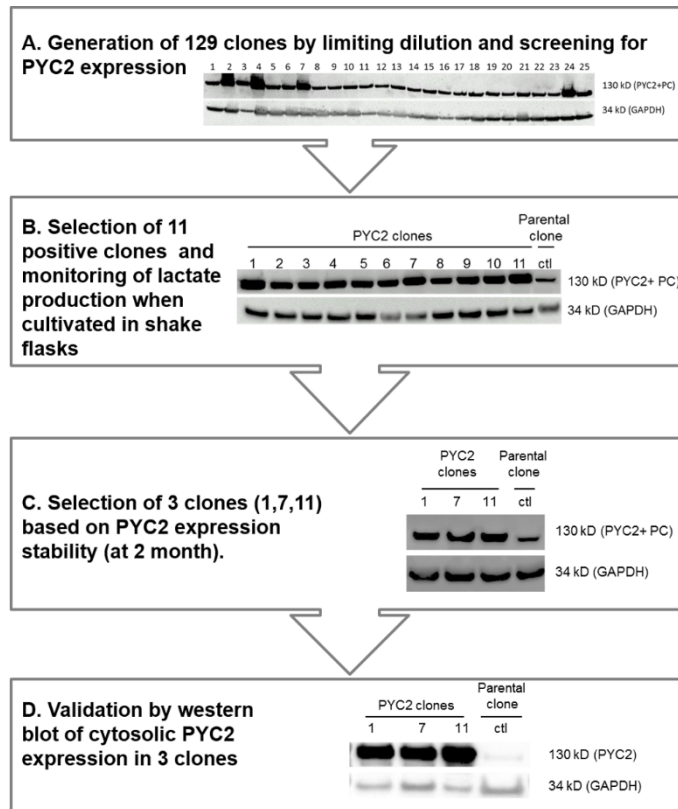 A. Generation of 129 clones by limiting dilution and screening for
PYC2 expression
1 2 3 4 5 6 7 8 9 10 11 12 13 14 15 16 17 18 19 20 21 22 23 24 25
130 kD (PYC2+PC)
34 kD (GAPDH)
B. Selection of 11
positive clones and
monitoring of lactate
production when
cultivated in shake
flasks
PYC2 clones
Parental
clone
1 2 3 4 5 6 7 8 9 10 11 ctl
130 kD (PYC2+ PC)
34 kD (GAPDH)
C. Selection of 3 clones (1,7,11)
based on PYC2 expression
stability (at 2 month).
PYC2
clones
Parental
clone
1 7 11 ctl
130 kD (PYC2+ PC)
34 kD (GAPDH)
D. Validation by western
blot of cytosolic PYC2
expression in 3 clones
PYC2 clones
Parental
clone
1 7 11 ctl
130 kD (PYC2)
34 kD (GAPDH)